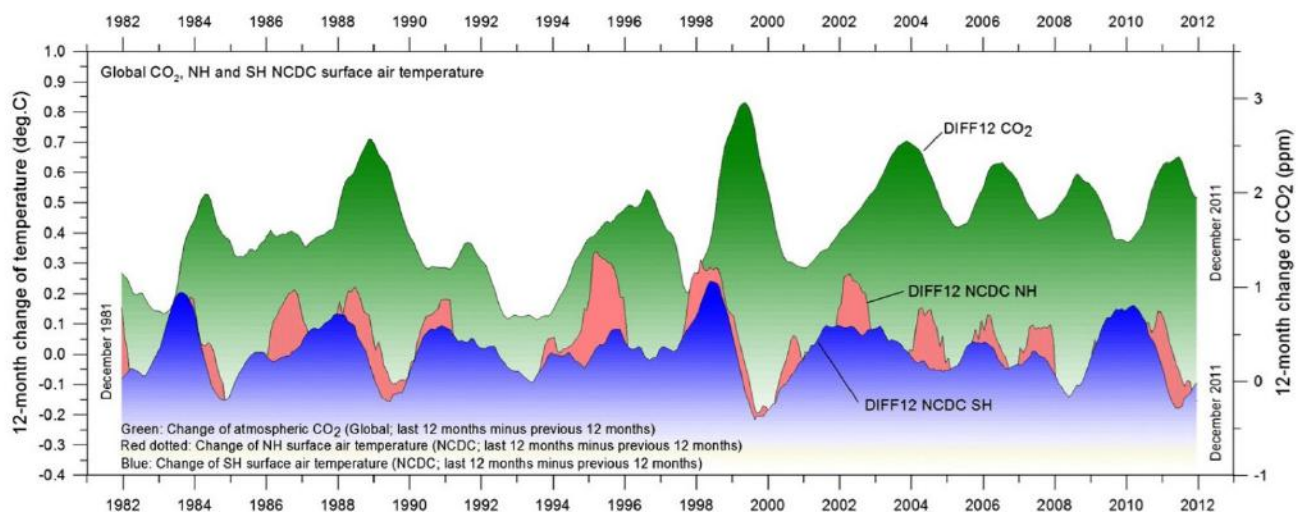 1982 1984 1986 1988 1990 1992 1994 1996 1998 2000 2002 2004 2006 2008 2010 2012
Global CO₂, NH and SH NCDC surface air temperature
12-month change of temperature (deg.C)
1.0
0.9
0.8
0.7
0.6
0.5
0.4
0.3
0.2
0.1
0.0
-0.1
-0.2
-0.3
-0.4
December 1981
DIFF12 CO₂
DIFF12 NCDC NH
DIFF12 NCDC SH
December 2011
December 2011
3
2
1
0
-1
12-month change of CO₂ (ppm)
Green: Change of atmospheric CO₂ (Global; last 12 months minus previous 12 months)
Red dotted: Change of NH surface air temperature (NCDC; last 12 months minus previous 12 months)
Blue: Change of SH surface air temperature (NCDC; last 12 months minus previous 12 months)
1982 1984 1986 1988 1990 1992 1994 1996 1998 2000 2002 2004 2006 2008 2010 2012